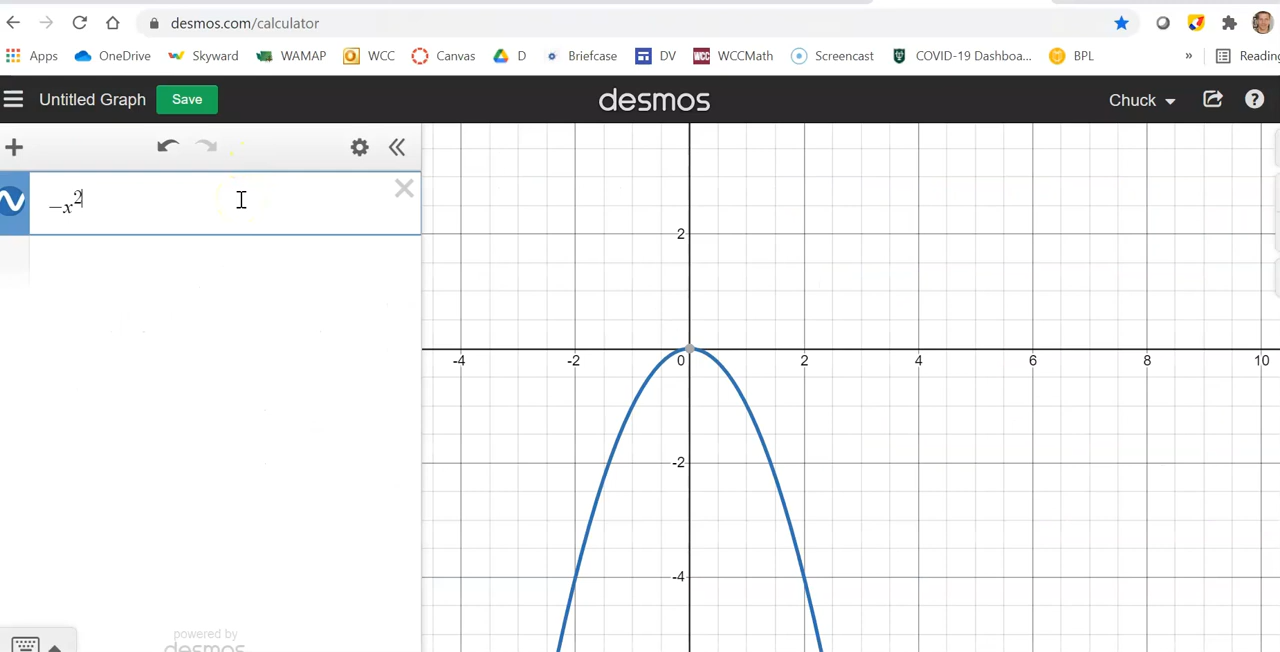 desmos.com/calculator
Apps OneDrive Skyward WAMAP WCC Canvas D Briefcase DV WCCMath Screencast COVID-19 Dashboa... BPL » Reading
Untitled Graph Save desmos Chuck ?
+ «
−x²
2
-4 -2 0 2 4 6 8 10
-2
-4
powered by
desmos